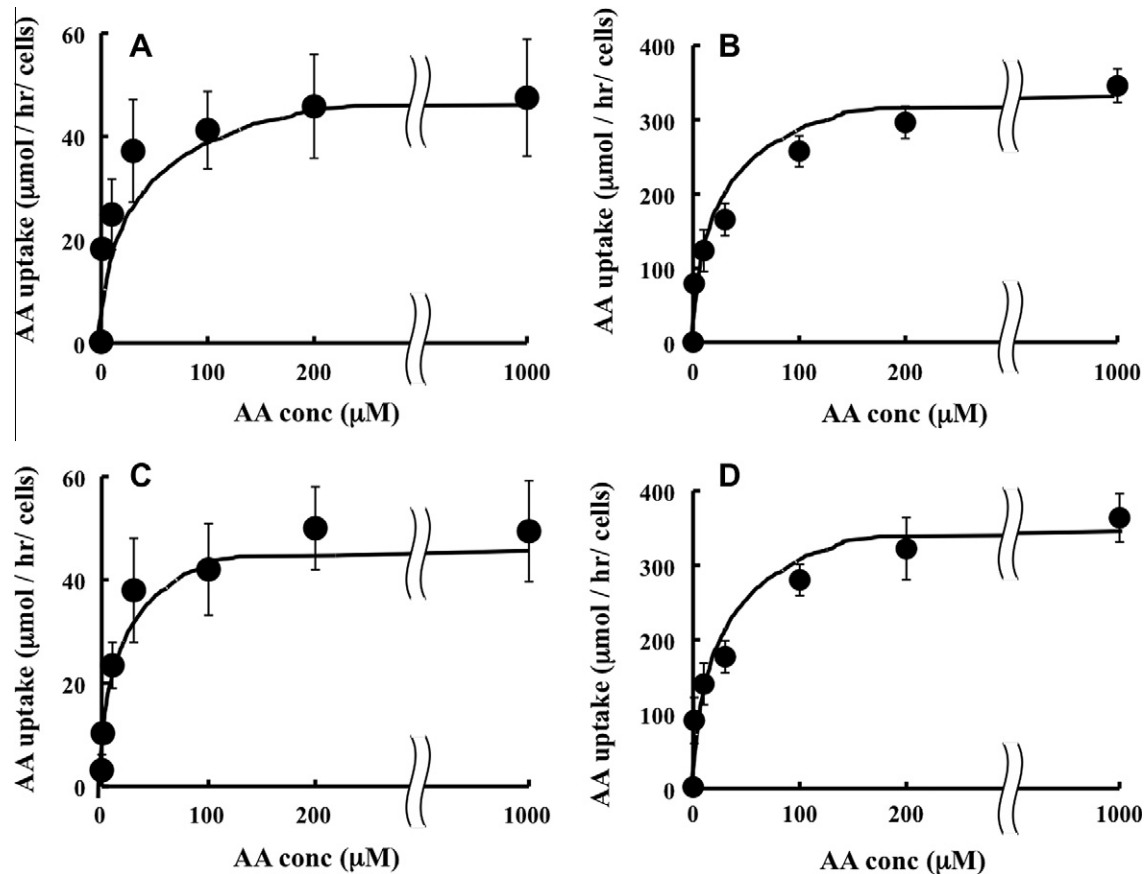 A
AA uptake (μmol / hr/ cells)
60
40
20
0
0 100 200 1000
AA conc (μM)
B
AA uptake (μmol / hr/ cells)
400
300
200
100
0
0 100 200 1000
AA conc (μM)
C
AA uptake (μmol / hr/ cells)
60
40
20
0
0 100 200 1000
AA conc (μM)
D
AA uptake (μmol / hr/ cells)
400
300
200
100
0
0 100 200 1000
AA conc (μM)